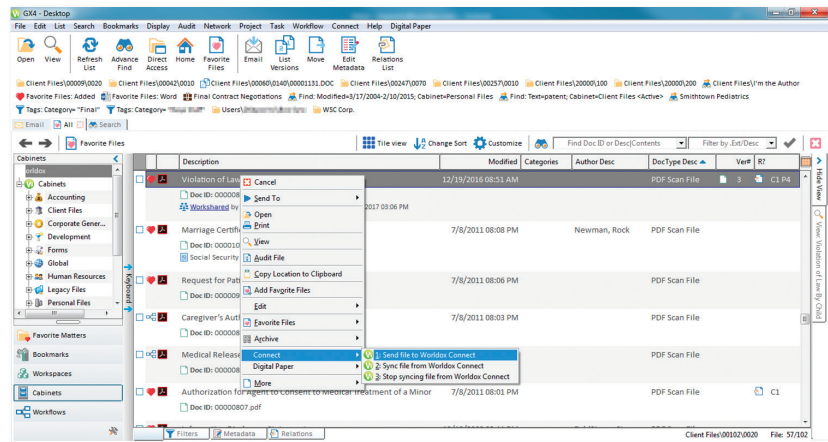 GX4 - Desktop
File Edit List Search Bookmarks Display Audit Network Project Task Workflow Connect Help Digital Paper
Open View Refresh List Advance Find Direct Access Home Favorite Files Email List Versions Move Edit Metadata Relations List
Client Files\00009\0020 Client Files\00042\0010 Client Files\00060\0140\00001131.DOC Client Files\00247\0070 Client Files\00257\0010 Client Files\20000\100 Client Files\20000\200 Client Files\I'm the Author
Favorite Files: Added Favorite Files: Word Final Contract Negotiations Find: Modified=3/17/2004-2/10/2015; Cabinet=Personal Files Find: Text=patent; Cabinet=Client Files <Active> Smithtown Pediatrics
Tags: Category= "Final" Tags: Category= Users\ WSC Corp.
Email All Search
Favorite Files Tile view Change Sort Customize Find Doc ID or Desc|Contents Filter by .Ext/Desc
Cabinets Description Modified Categories Author Desc DocType Desc Ver# R?
orldox
Cabinets
Accounting
Client Files
Corporate Gener...
Development
Forms
Global
Human Resources
Legacy Files
Personal Files
Favorite Matters
Bookmarks
Workspaces
Cabinets
Workflows
Keyboard
Violation of Law 12/19/2016 08:51 AM PDF Scan File 3 C1 P4
Doc ID: 000008
Workshared by 2017 03:06 PM
Marriage Certific 7/8/2011 08:08 PM Newman, Rock PDF Scan File
Doc ID: 000010
Social Security
Request for Pati 7/8/2011 08:06 PM PDF Scan File
Doc ID: 000009
Caregiver's Auth 7/8/2011 08:03 PM PDF Scan File
Doc ID: 000008
Medical Release PDF Scan File
Doc ID: 000008
Authorization for Agent to Consent to Medical Treatment of a Minor 7/8/2011 08:01 PM PDF Scan File C1
Doc ID: 00000807.pdf
Cancel
Send To
Open
Print
View
Audit File
Copy Location to Clipboard
Add Favorite Files
Edit
Favorite Files
Archive
Connect
Digital Paper
More
1: Send file to Worldox Connect
2: Sync file from Worldox Connect
3: Stop syncing file from Worldox Connect
Hide View
View: Violation of Law By Child
Filters Metadata Relations Client Files\00102\0020 File: 57/102